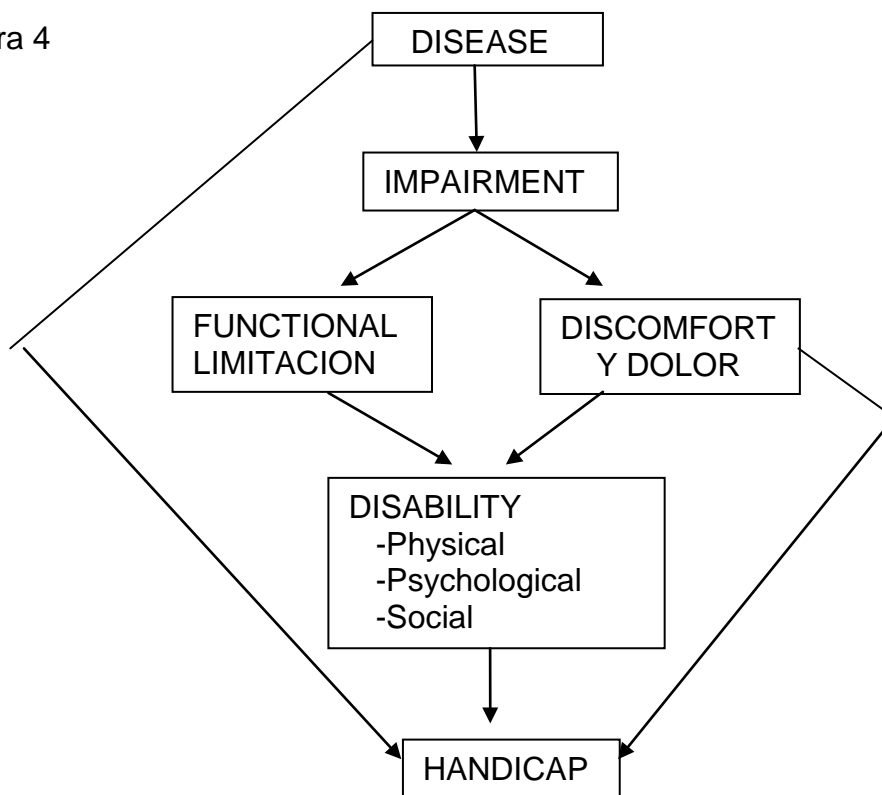 ra 4
DISEASE
IMPAIRMENT
FUNCTIONAL
LIMITACION
DISCOMFORT
Y DOLOR
DISABILITY
-Physical
-Psychological
-Social
HANDICAP